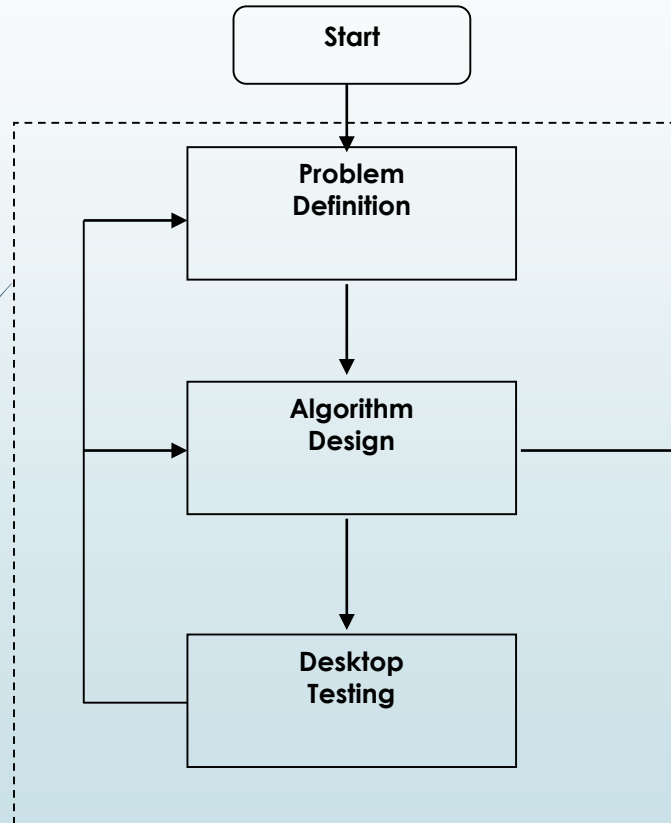 Start
Problem
Definition
Algorithm
Design
Desktop
Testing